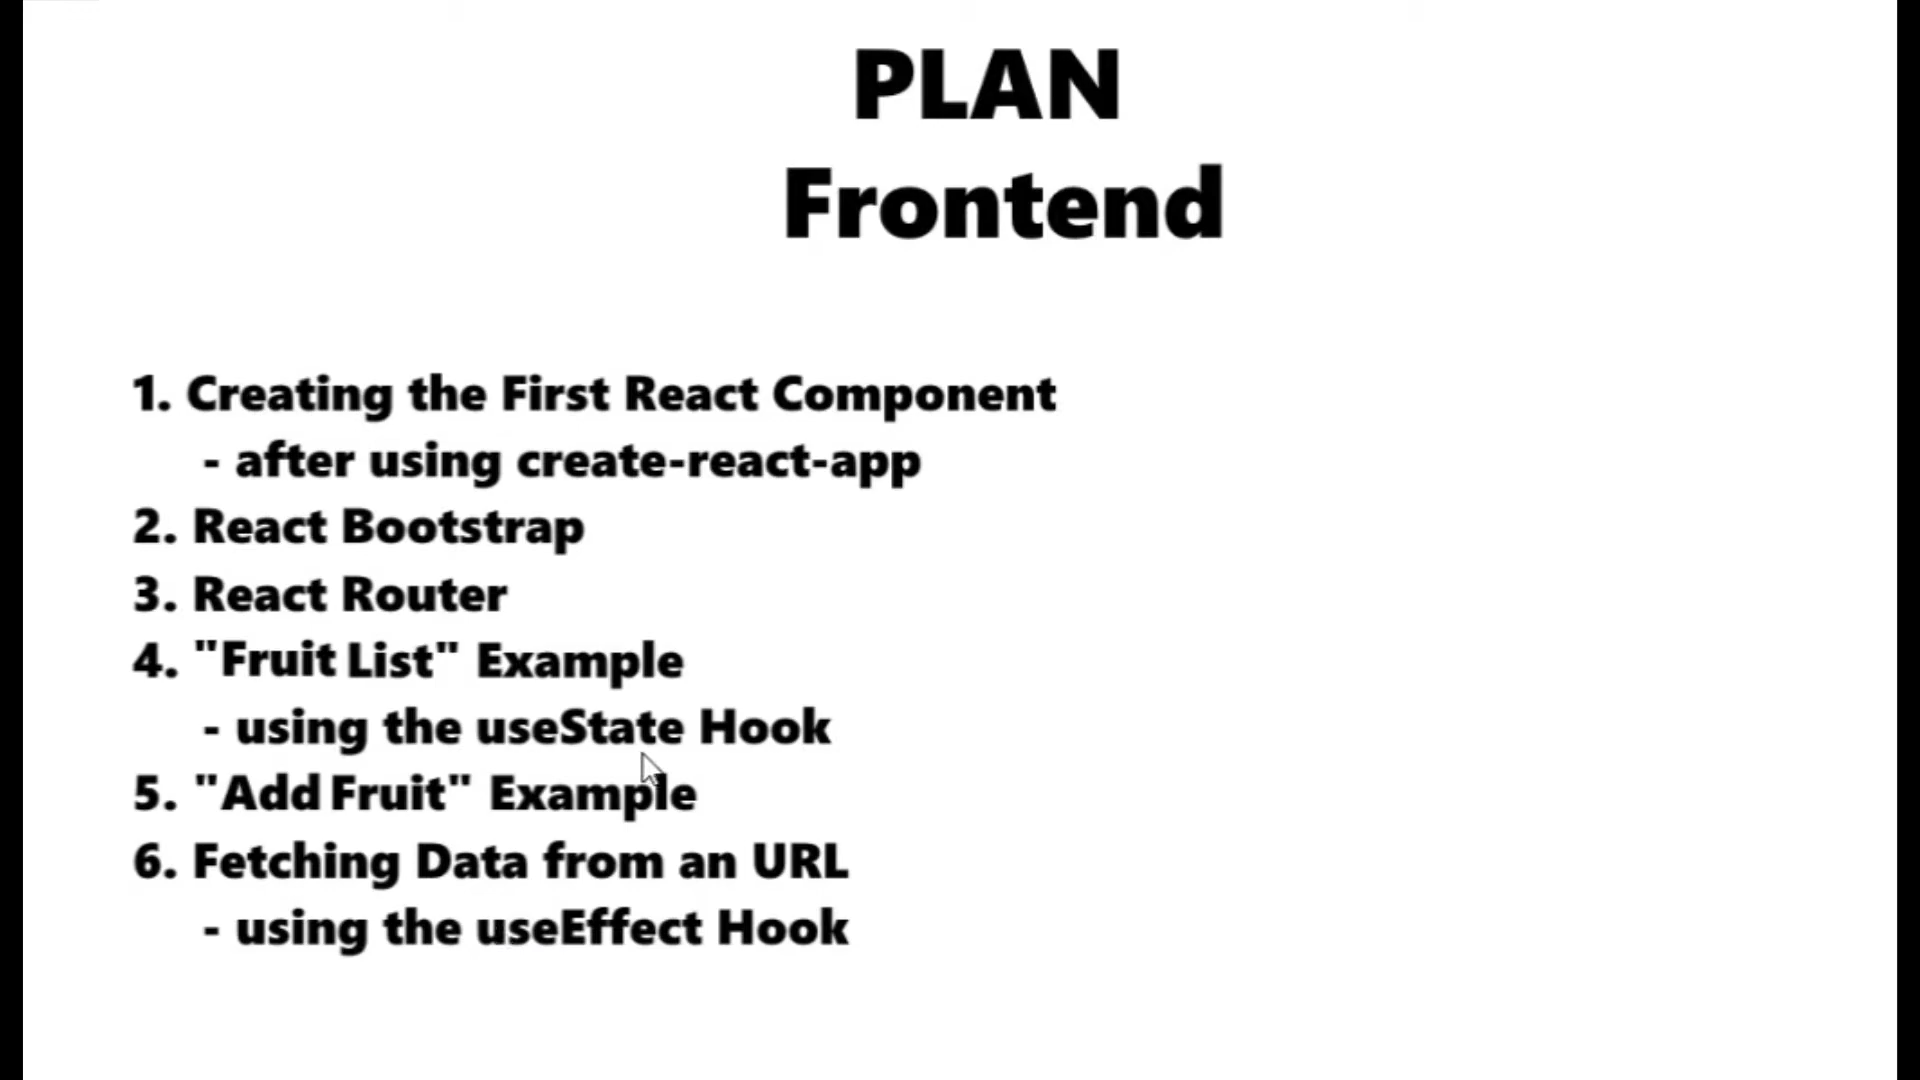 PLAN
Frontend
1. Creating the First React Component
- after using create-react-app
2. React Bootstrap
3. React Router
4. "Fruit List" Example
- using the useState Hook
5. "Add Fruit" Example
6. Fetching Data from an URL
- using the useEffect Hook